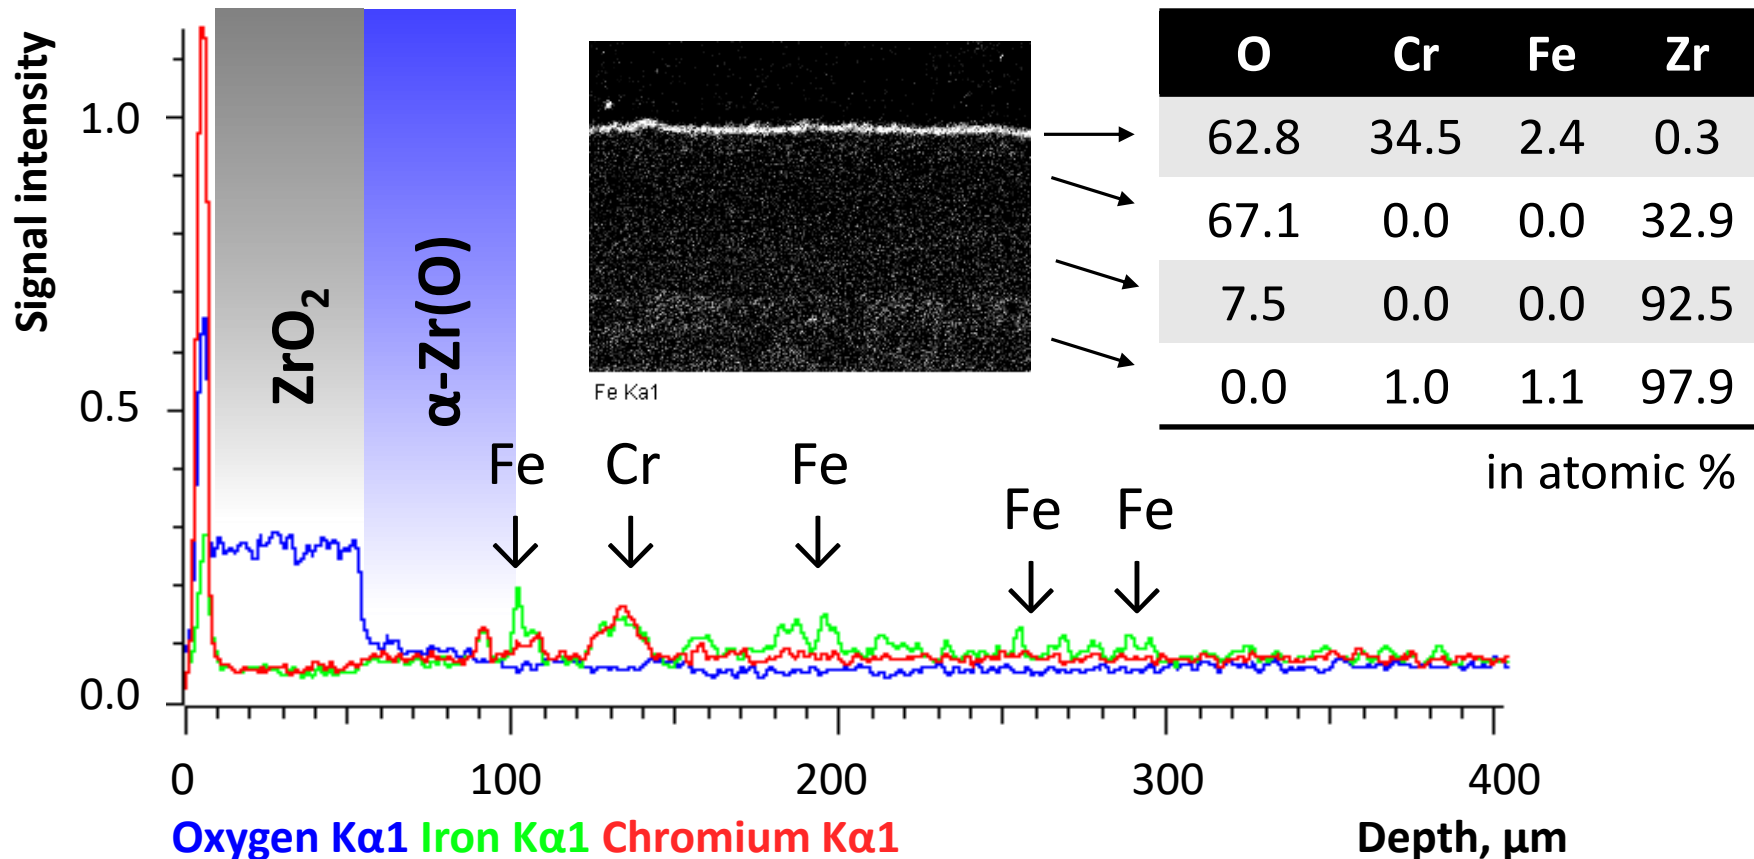 Signal intensity
1.0
0.5
0.0
ZrO₂
α-Zr(O)
Fe Ka1
O Cr Fe Zr
62.8 34.5 2.4 0.3
67.1 0.0 0.0 32.9
7.5 0.0 0.0 92.5
0.0 1.0 1.1 97.9
in atomic %
Fe Cr Fe Fe Fe
0 100 200 300 400
Oxygen Kα1 Iron Kα1 Chromium Kα1 Depth, μm